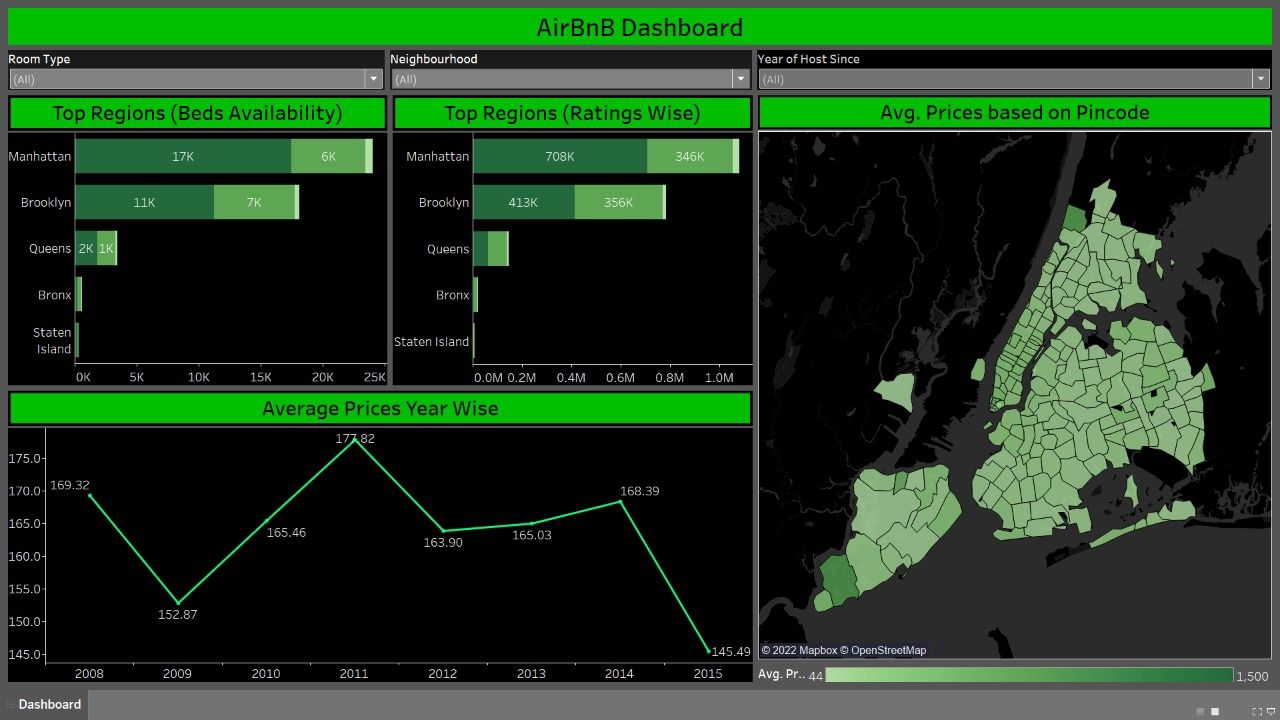 AirBnB Dashboard
Room Type
Neighbourhood
Year of Host Since
(All)
(All)
(All)
Top Regions (Beds Availability)
Manhattan
17K
6K
Brooklyn
11K
7K
Queens
2K
1K
Bronx
Staten
Island
0K 5K 10K 15K 20K 25K
Top Regions (Ratings Wise)
Manhattan
708K
346K
Brooklyn
413K
356K
Queens
Bronx
Staten Island
0.0M 0.2M 0.4M 0.6M 0.8M 1.0M
Avg. Prices based on Pincode
© 2022 Mapbox © OpenStreetMap
Avg. Pr.. 44 1,500
Average Prices Year Wise
175.0
170.0
165.0
160.0
155.0
150.0
145.0
169.32
152.87
165.46
177.82
163.90
165.03
168.39
145.49
2008 2009 2010 2011 2012 2013 2014 2015
Dashboard